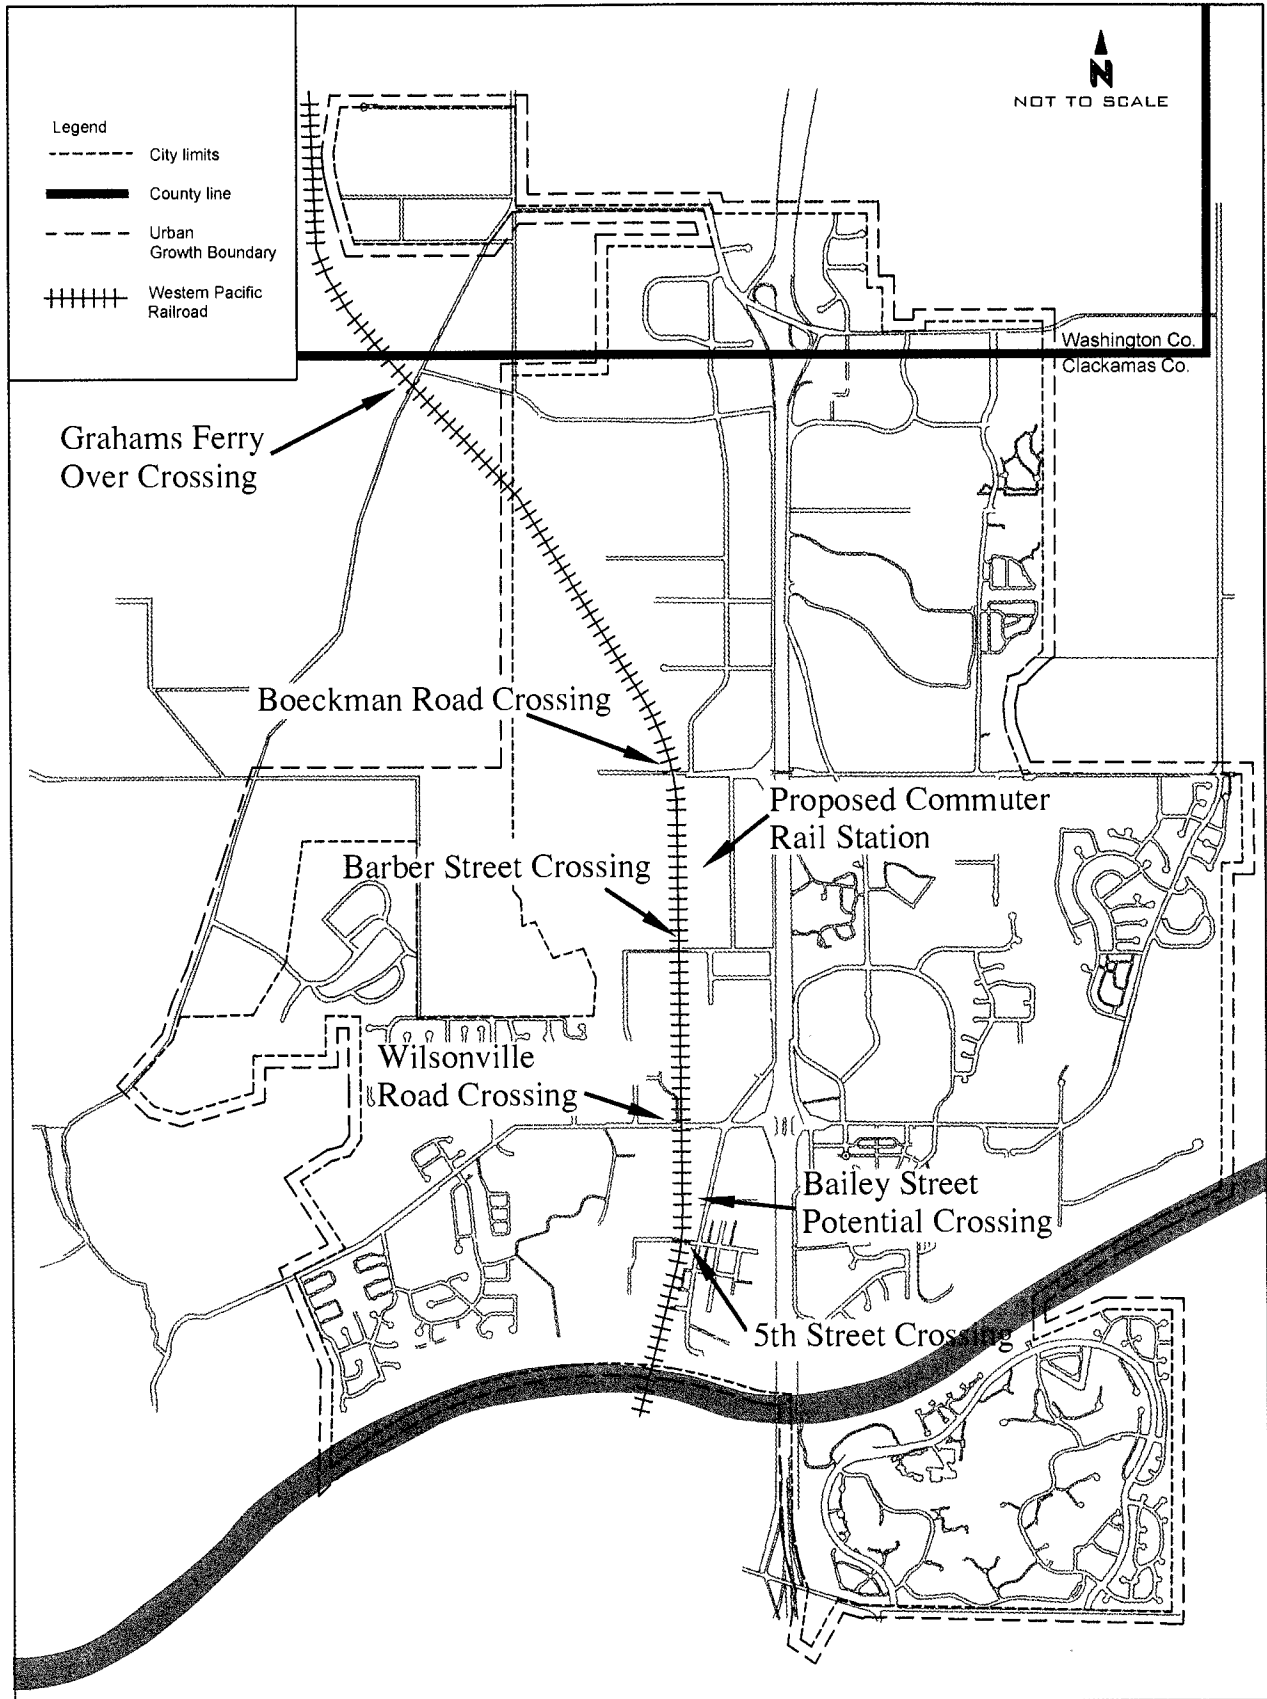 N
NOT TO SCALE
Legend
City limits
County line
Urban
Growth Boundary
Western Pacific
Railroad
Washington Co.
Clackamas Co.
Grahams Ferry
Over Crossing
Boeckman Road Crossing
Proposed Commuter
Rail Station
Barber Street Crossing
Wilsonville
Road Crossing
Bailey Street
Potential Crossing
5th Street Crossing